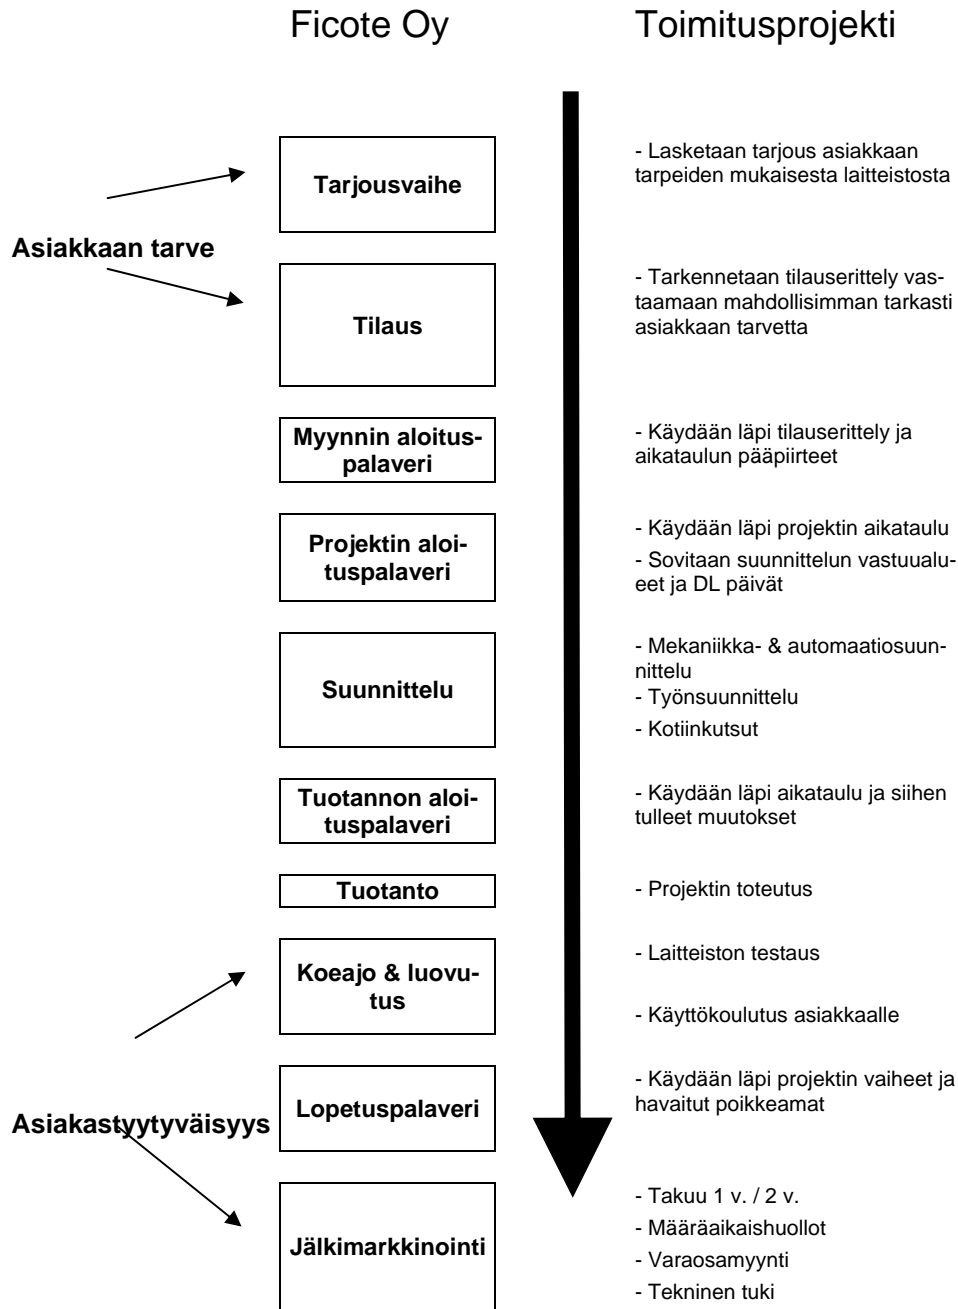 Ficote Oy
Toimitusprojekti
Tarjousvaihe
- Lasketaan tarjous asiakkaan
tarpeiden mukaisesta laitteistosta
Asiakkaan tarve
Tilaus
- Tarkennetaan tilauserittely vas-
taamaan mahdollisimman tarkasti
asiakkaan tarvetta
Myynnin aloitus-
palaveri
- Käydään läpi tilauserittely ja
aikataulun pääpiirteet
Projektin aloi-
tuspalaveri
- Käydään läpi projektin aikataulu
- Sovitaan suunnittelun vastuualu-
eet ja DL päivät
Suunnittelu
- Mekaniikka- & automaatiosuun-
nittelu
- Työnsuunnittelu
- Kotiinkutsut
Tuotannon aloi-
tuspalaveri
- Käydään läpi aikataulu ja siihen
tulleet muutokset
Tuotanto
- Projektin toteutus
Koeajo & luovu-
tus
- Laitteiston testaus
- Käyttökoulutus asiakkaalle
Asiakastyytyväisyys
Lopetuspalaveri
- Käydään läpi projektin vaiheet ja
havaitut poikkeamat
Jälkimarkkinointi
- Takuu 1 v. / 2 v.
- Määräaikaishuollot
- Varaosamyynti
- Tekninen tuki